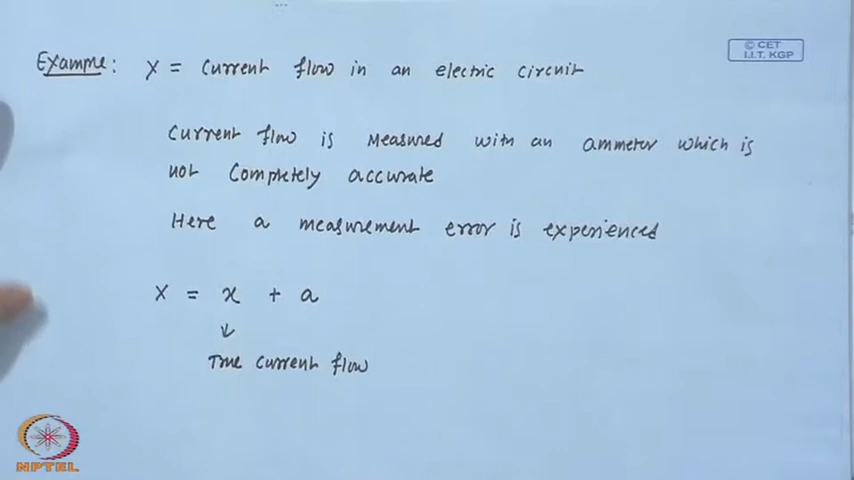 © CET
I.I.T. KGP
Example: X = Current flow in an electric circuit
Current flow is measured with an ammeter which is
not completely accurate
Here a measurement error is experienced
X = x + a
↓
True current flow
NPTEL